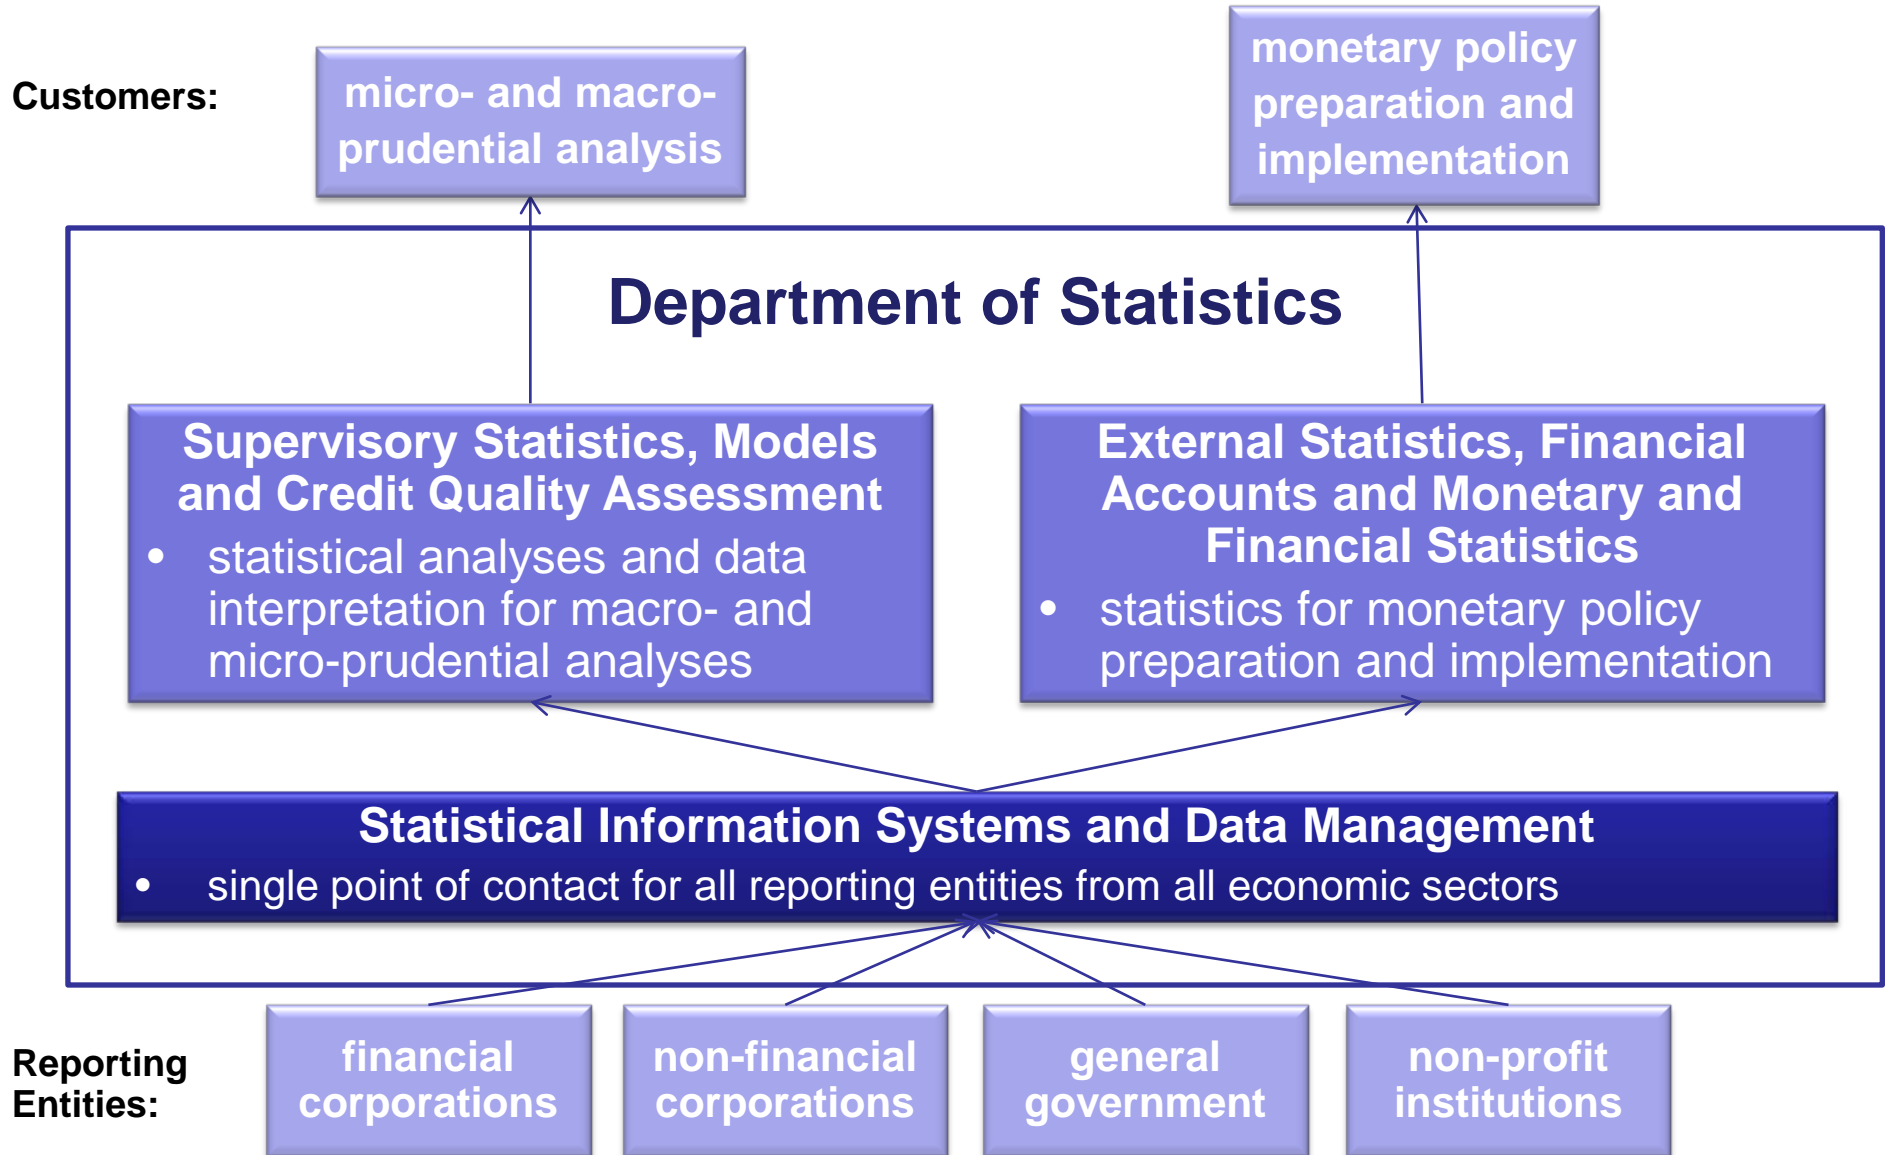 Customers:
micro- and macro-
prudential analysis
monetary policy
preparation and
implementation
Department of Statistics
Supervisory Statistics, Models
and Credit Quality Assessment
• statistical analyses and data
interpretation for macro- and
micro-prudential analyses
External Statistics, Financial
Accounts and Monetary and
Financial Statistics
• statistics for monetary policy
preparation and implementation
Statistical Information Systems and Data Management
• single point of contact for all reporting entities from all economic sectors
Reporting
Entities:
financial
corporations
non-financial
corporations
general
government
non-profit
institutions